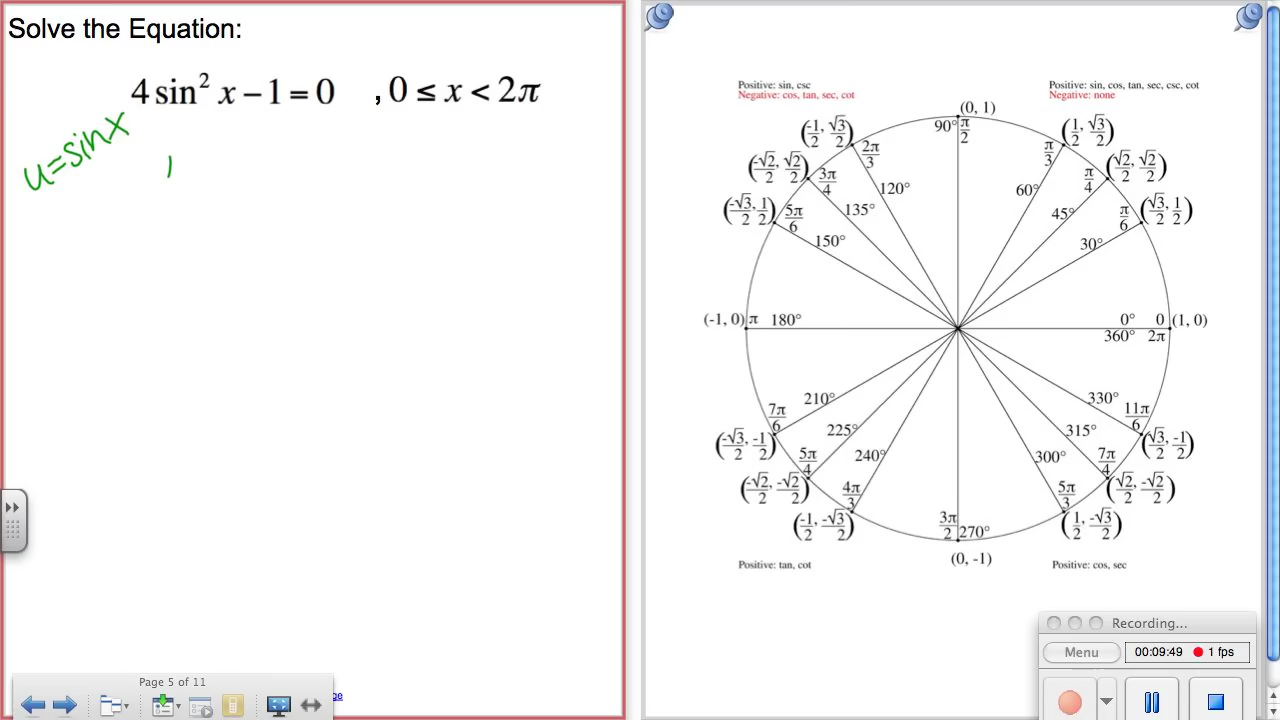 Solve the Equation:
4 sin² x − 1 = 0 , 0 ≤ x < 2π
u=sinx
Positive: sin, csc
Negative: cos, tan, sec, cot
Positive: sin, cos, tan, sec, csc, cot
Negative: none
(0, 1)
90° π/2
(-1/2, √3/2) 2π/3 120°
(-√2/2, √2/2) 3π/4 135°
(-√3/2, 1/2) 5π/6 150°
π/3 (1/2, √3/2) 60°
π/4 (√2/2, √2/2) 45°
π/6 (√3/2, 1/2) 30°
(-1, 0) π 180°
0° 0 (1, 0)
360° 2π
210° 7π/6 (-√3/2, -1/2)
225° 5π/4 (-√2/2, -√2/2)
240° 4π/3 (-1/2, -√3/2)
330° 11π/6 (√3/2, -1/2)
315° 7π/4 (√2/2, -√2/2)
300° 5π/3 (1/2, -√3/2)
3π/2 270°
(0, -1)
Positive: tan, cot
Positive: cos, sec
Recording...
Menu 00:09:49 1 fps
Page 5 of 11
ge